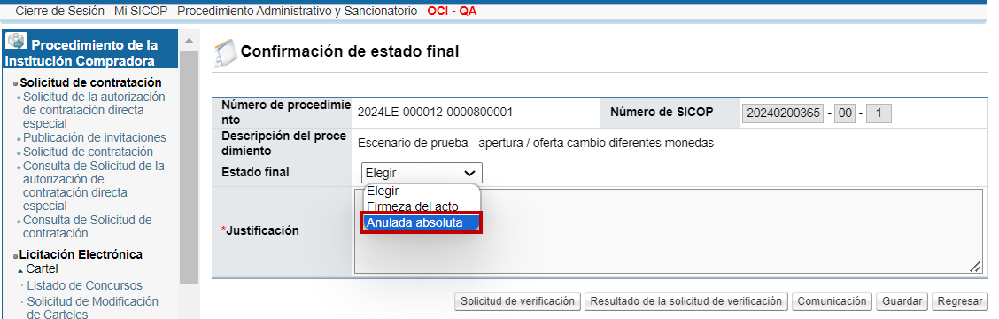 Cierre de Sesión Mi SICOP Procedimiento Administrativo y Sancionatorio OCI - QA
Procedimiento de la
Institución Compradora
Solicitud de contratación
Solicitud de la autorización
de contratación directa
especial
Publicación de invitaciones
Solicitud de contratación
Consulta de Solicitud de la
autorización de
contratación directa
especial
Consulta de Solicitud de
contratación
Licitación Electrónica
Cartel
Listado de Concursos
Solicitud de Modificación
de Carteles
Confirmación de estado final
Número de procedimie
nto
2024LE-000012-0000800001
Número de SICOP
20240200365 - 00 - 1
Descripción del proce
dimiento
Escenario de prueba - apertura / oferta cambio diferentes monedas
Estado final
Elegir
Elegir
Firmeza del acto
Anulada absoluta
*Justificación
Solicitud de verificación Resultado de la solicitud de verificación Comunicación Guardar Regresar